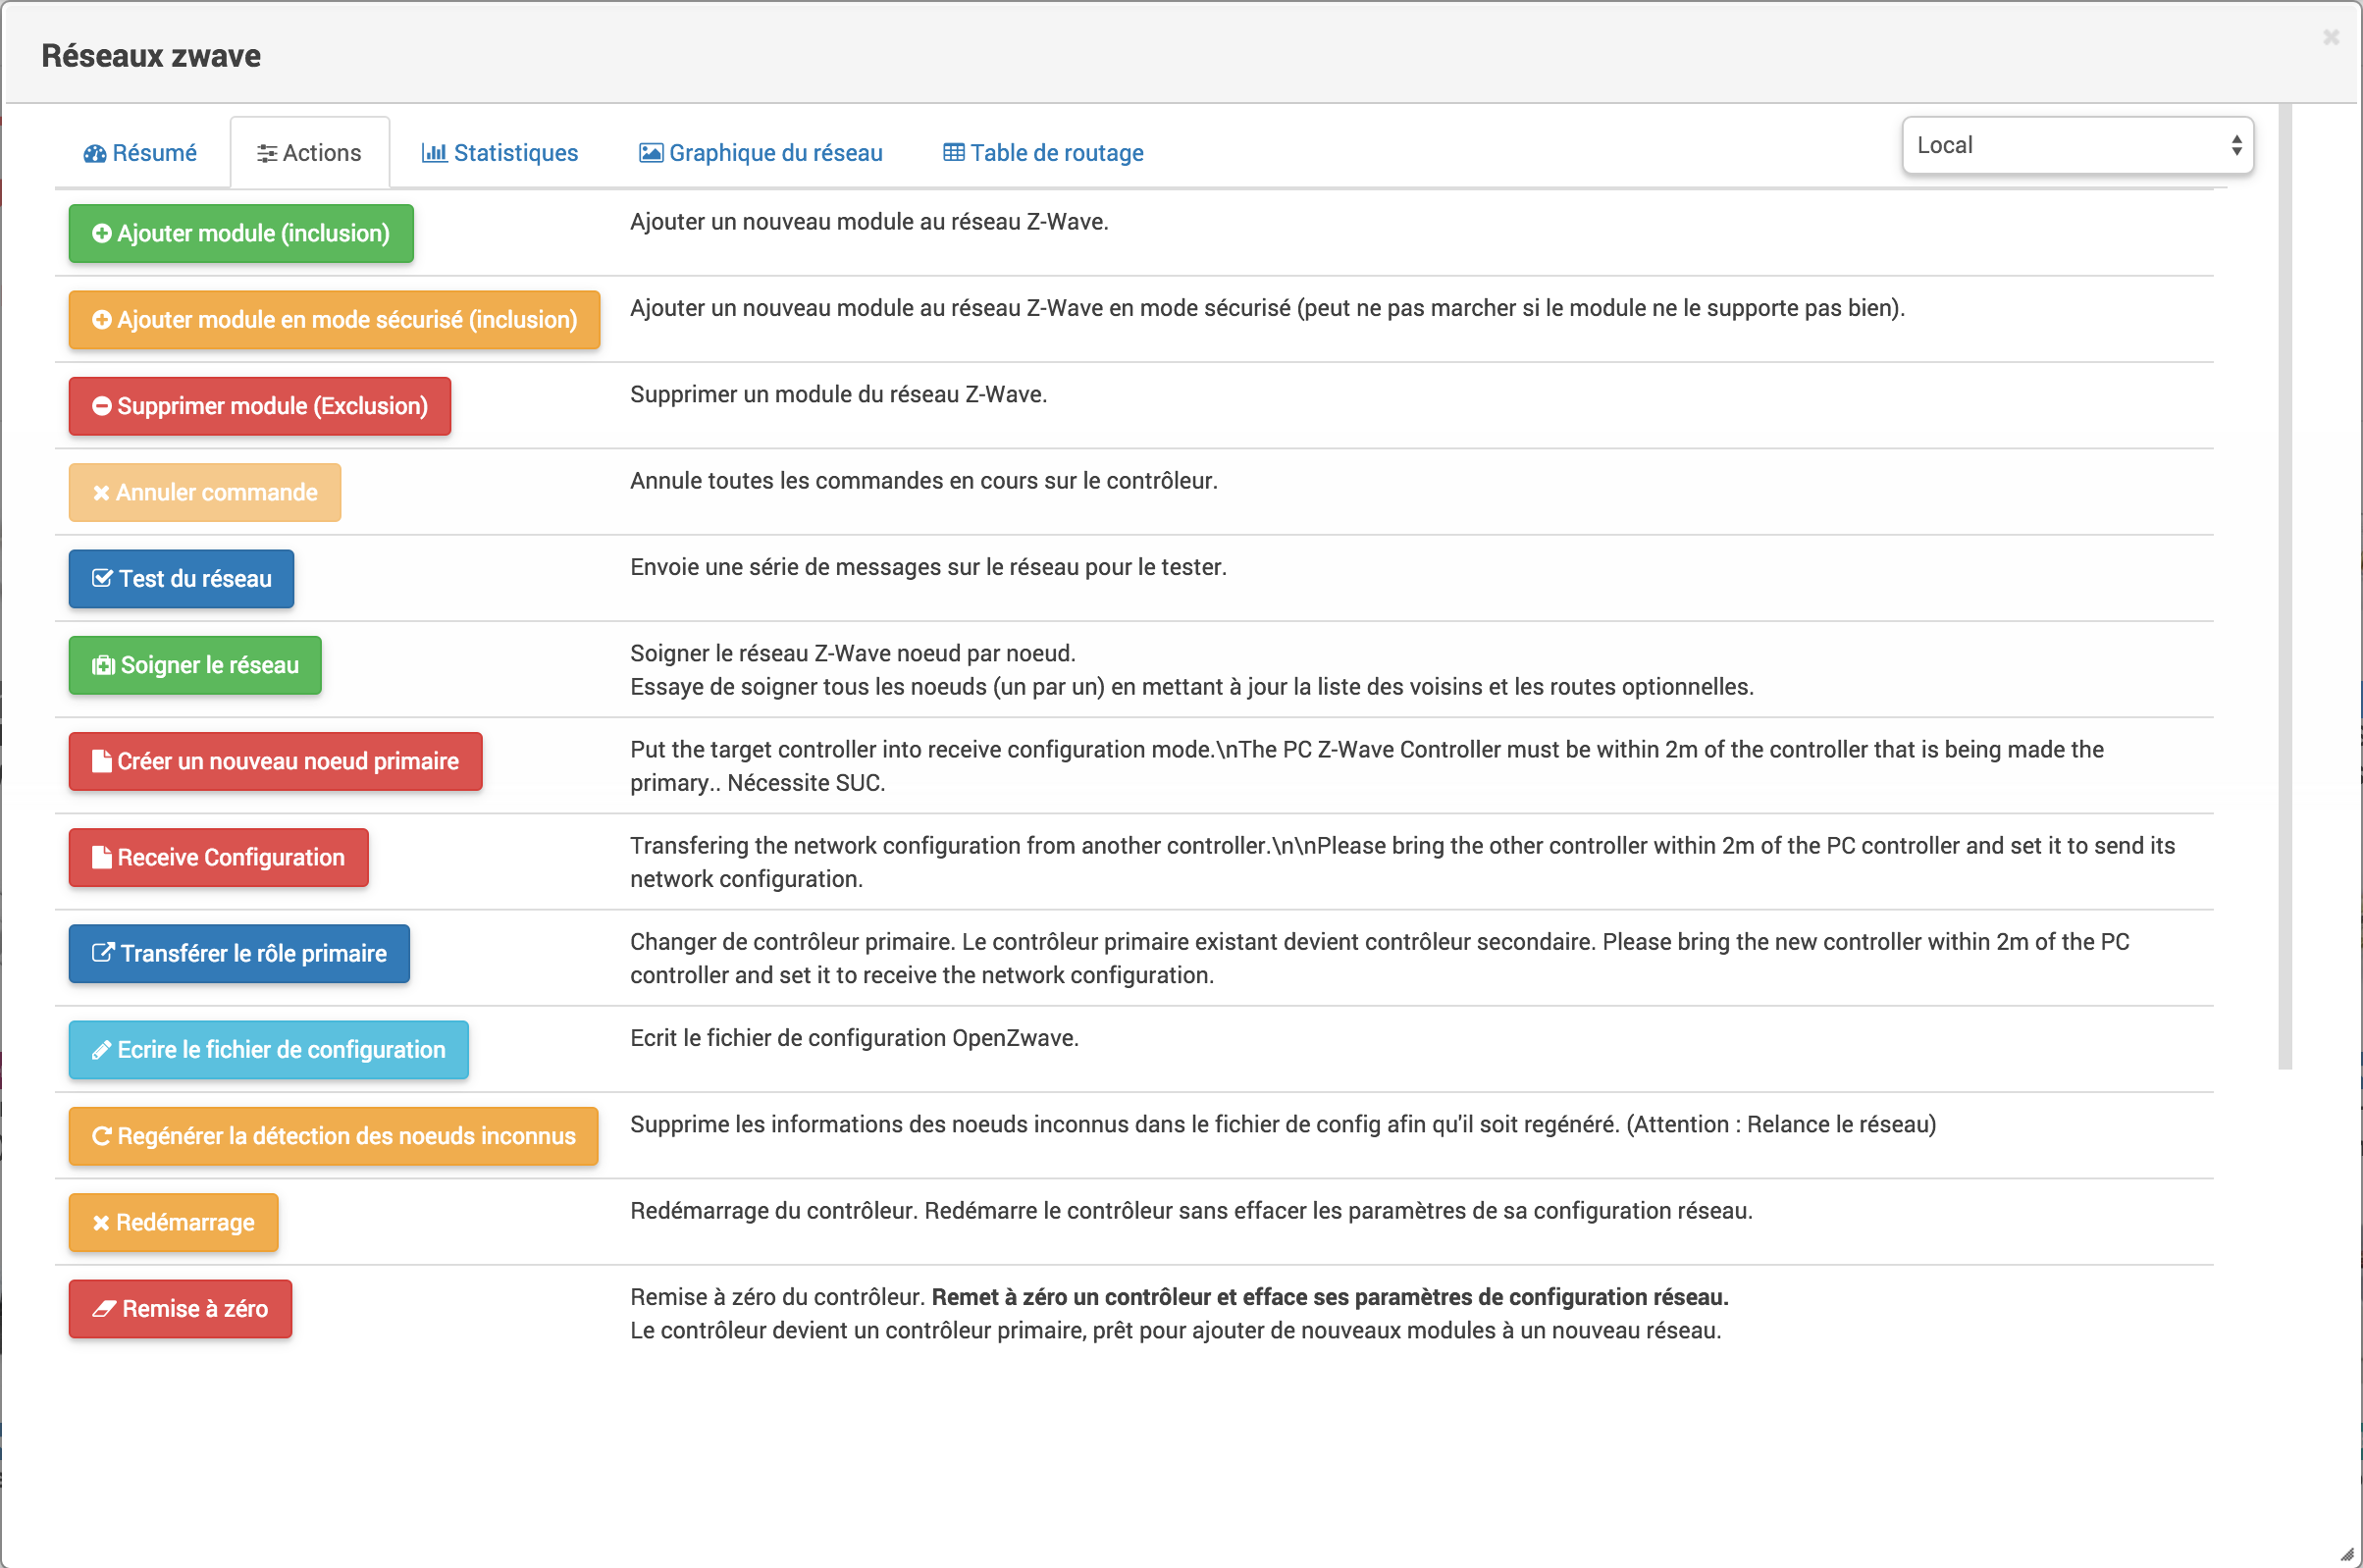 Réseaux zwave
Résumé
Actions
Statistiques
Graphique du réseau
Table de routage
Local
Ajouter module (inclusion)
Ajouter un nouveau module au réseau Z-Wave.
Ajouter module en mode sécurisé (inclusion)
Ajouter un nouveau module au réseau Z-Wave en mode sécurisé (peut ne pas marcher si le module ne le supporte pas bien).
Supprimer module (Exclusion)
Supprimer un module du réseau Z-Wave.
Annuler commande
Annule toutes les commandes en cours sur le contrôleur.
Test du réseau
Envoie une série de messages sur le réseau pour le tester.
Soigner le réseau
Soigner le réseau Z-Wave noeud par noeud.
Essaye de soigner tous les noeuds (un par un) en mettant à jour la liste des voisins et les routes optionnelles.
Créer un nouveau noeud primaire
Put the target controller into receive configuration mode.\nThe PC Z-Wave Controller must be within 2m of the controller that is being made the
primary.. Nécessite SUC.
Receive Configuration
Transfering the network configuration from another controller.\n\nPlease bring the other controller within 2m of the PC controller and set it to send its
network configuration.
Transférer le rôle primaire
Changer de contrôleur primaire. Le contrôleur primaire existant devient contrôleur secondaire. Please bring the new controller within 2m of the PC
controller and set it to receive the network configuration.
Ecrire le fichier de configuration
Ecrit le fichier de configuration OpenZwave.
Regénérer la détection des noeuds inconnus
Supprime les informations des noeuds inconnus dans le fichier de config afin qu'il soit regénéré. (Attention : Relance le réseau)
Redémarrage
Redémarrage du contrôleur. Redémarre le contrôleur sans effacer les paramètres de sa configuration réseau.
Remise à zéro
Remise à zéro du contrôleur. Remet à zéro un contrôleur et efface ses paramètres de configuration réseau.
Le contrôleur devient un contrôleur primaire, prêt pour ajouter de nouveaux modules à un nouveau réseau.